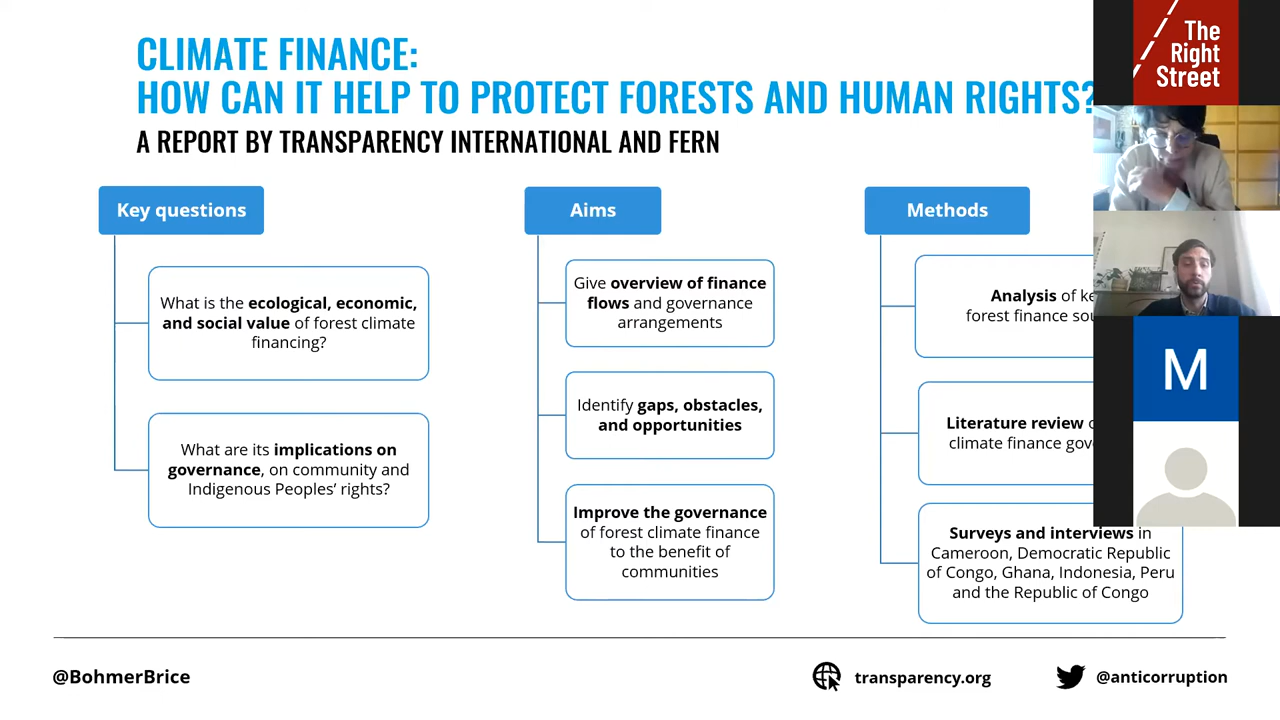 CLIMATE FINANCE:
HOW CAN IT HELP TO PROTECT FORESTS AND HUMAN RIGHTS?
A REPORT BY TRANSPARENCY INTERNATIONAL AND FERN
Key questions
What is the ecological, economic,
and social value of forest climate
financing?
What are its implications on
governance, on community and
Indigenous Peoples’ rights?
Aims
Give overview of finance
flows and governance
arrangements
Identify gaps, obstacles,
and opportunities
Improve the governance
of forest climate finance
to the benefit of
communities
Methods
Analysis of
forest finance
Literature review
climate finance
Surveys and interviews in
Cameroon, Democratic Republic
of Congo, Ghana, Indonesia, Peru
and the Republic of Congo
@BohmerBrice
transparency.org
@anticorruption
The
Right
Street
M